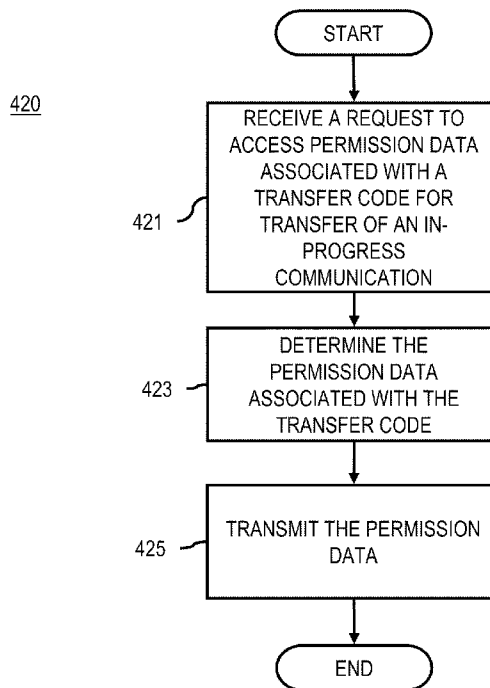 START
420
RECEIVE A REQUEST TO
ACCESS PERMISSION DATA
ASSOCIATED WITH A
TRANSFER CODE FOR
TRANSFER OF AN IN-
PROGRESS
COMMUNICATION
421
DETERMINE THE
PERMISSION DATA
ASSOCIATED WITH THE
TRANSFER CODE
423
TRANSMIT THE PERMISSION
DATA
425
END